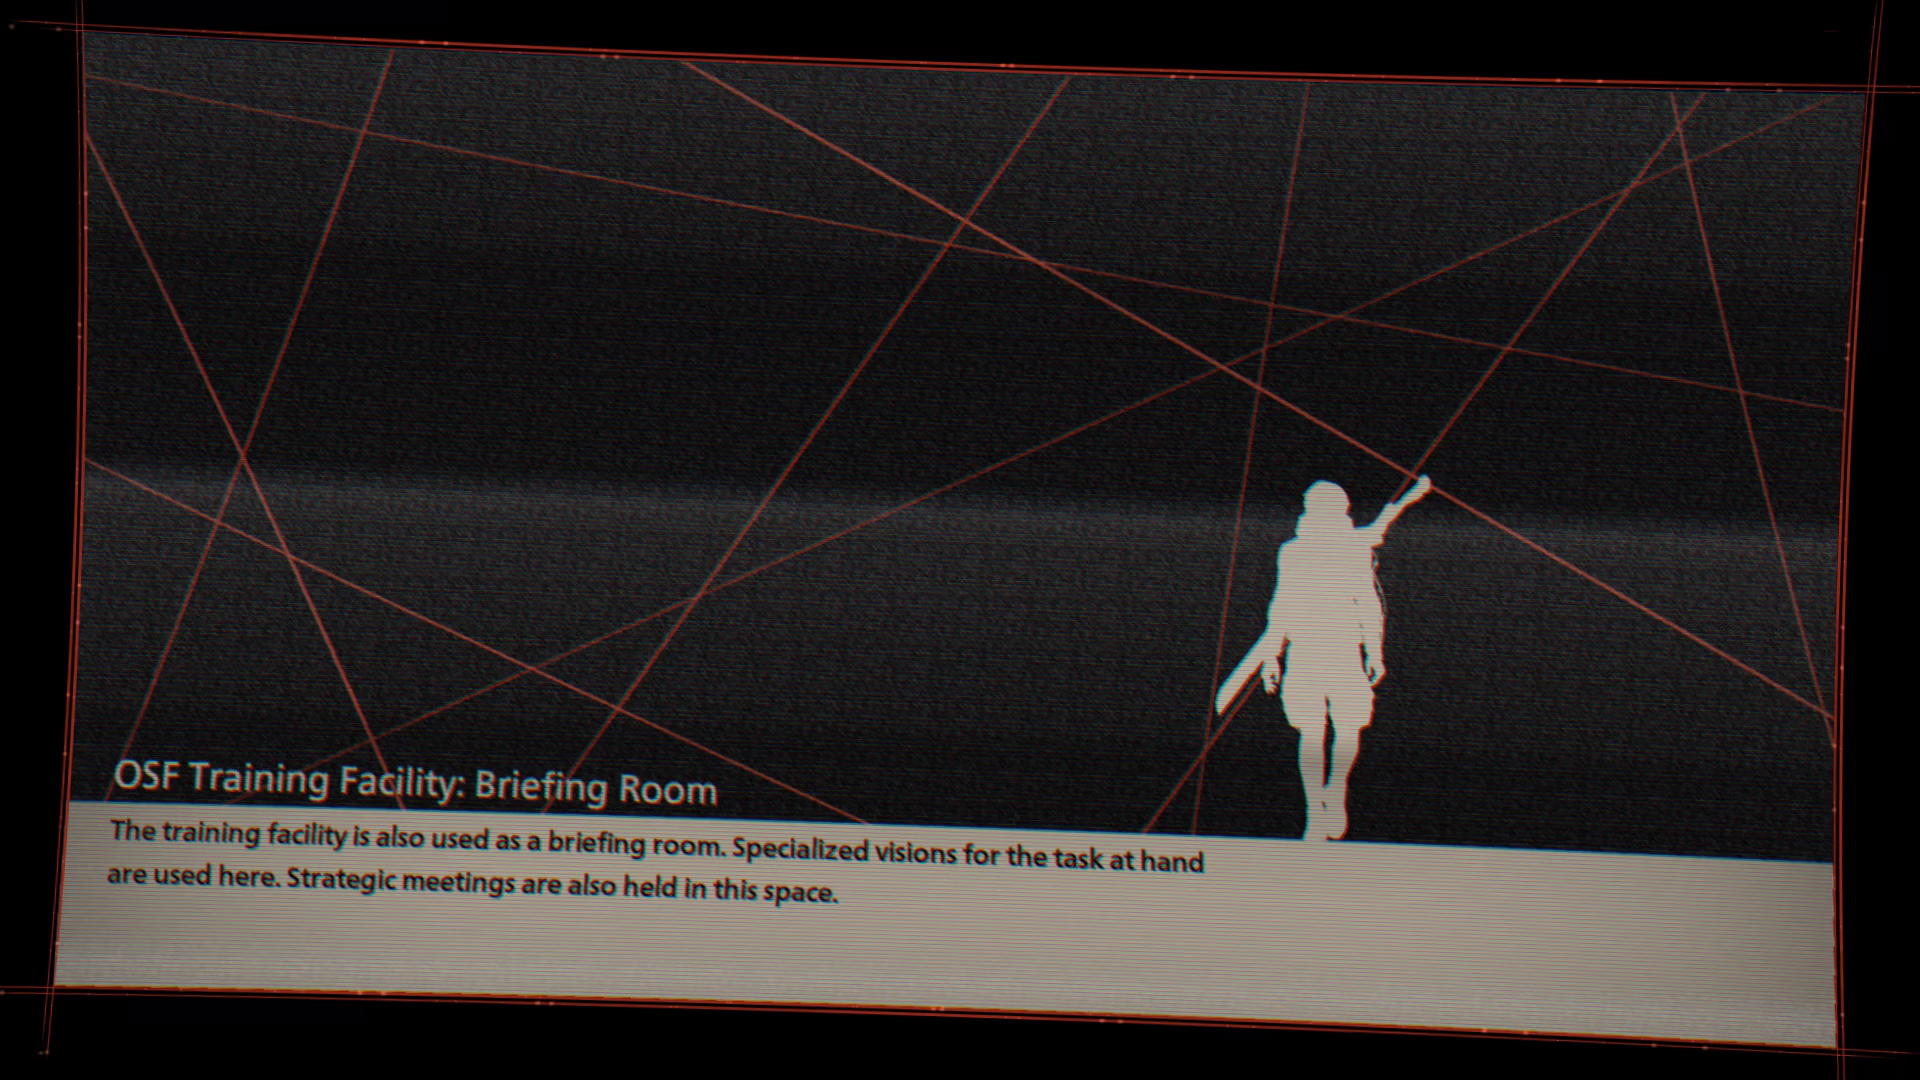 OSF Training Facility: Briefing Room
The training facility is also used as a briefing room. Specialized visions for the task at hand
are used here. Strategic meetings are also held in this space.